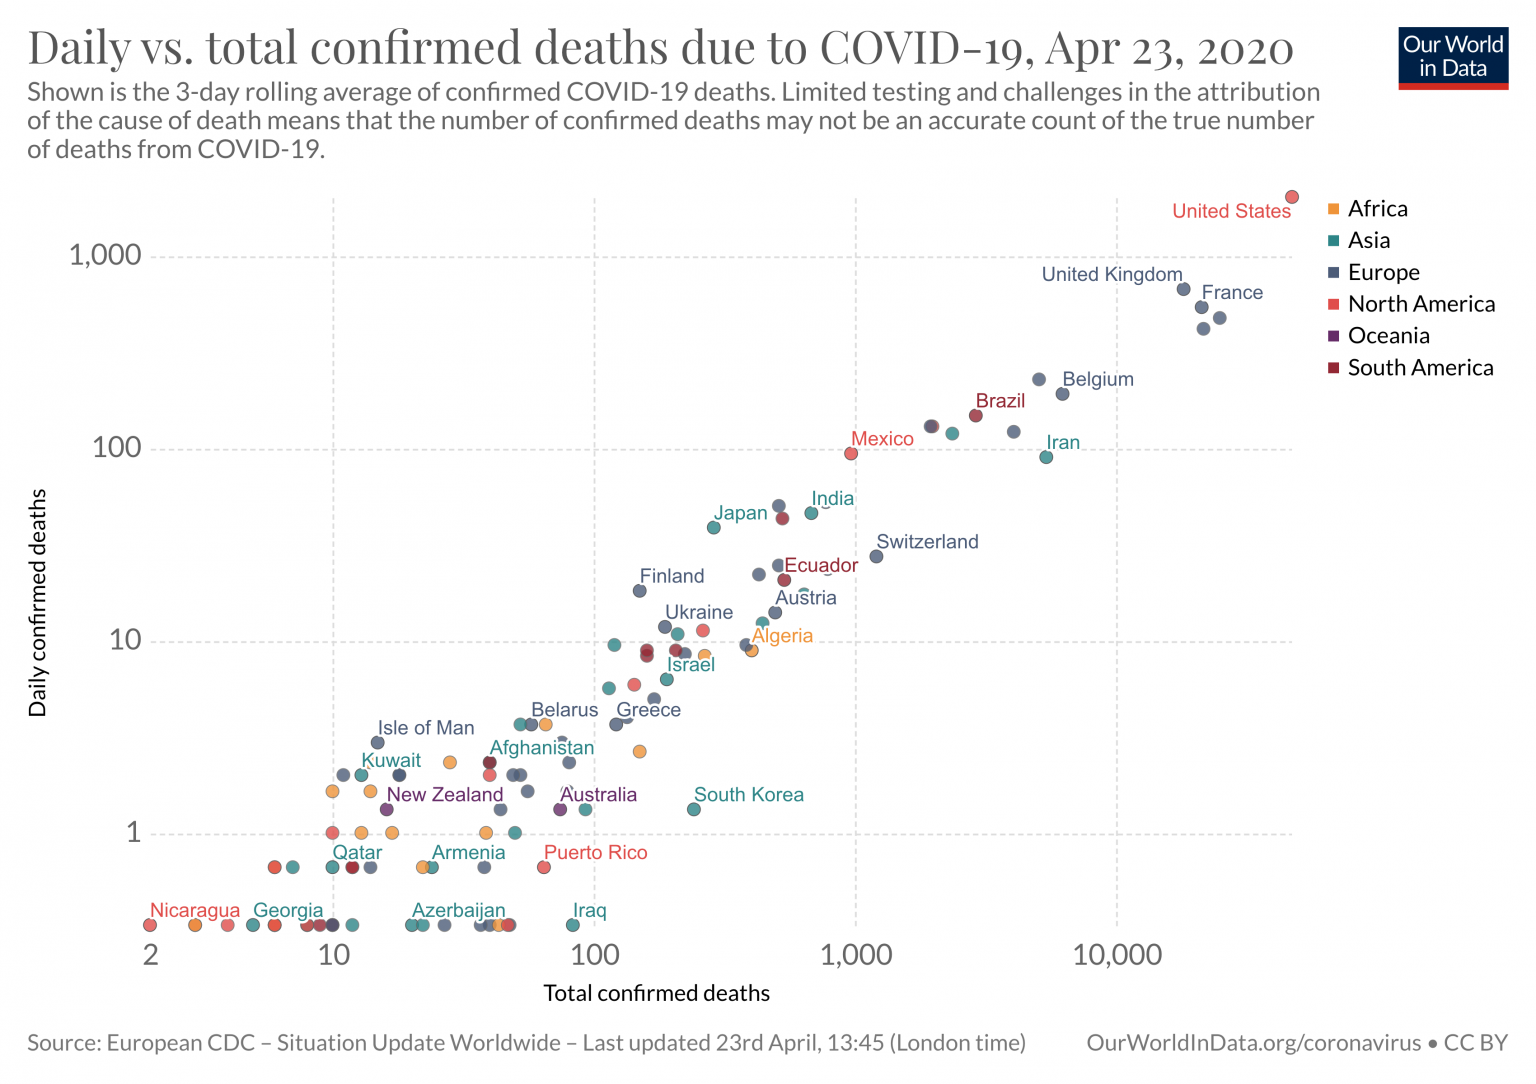 Daily vs. total confirmed deaths due to COVID-19, Apr 23, 2020
Our World
in Data
Shown is the 3-day rolling average of confirmed COVID-19 deaths. Limited testing and challenges in the attribution
of the cause of death means that the number of confirmed deaths may not be an accurate count of the true number
of deaths from COVID-19.
United States
Africa
Asia
Europe
North America
Oceania
South America
1,000
United Kingdom
France
Belgium
Brazil
Mexico
Iran
100
India
Japan
Switzerland
Ecuador
Finland
Austria
Ukraine
Algeria
10
Israel
Daily confirmed deaths
Belarus
Greece
Isle of Man
Afghanistan
Kuwait
New Zealand
Australia
South Korea
1
Qatar
Armenia
Puerto Rico
Nicaragua
Georgia
Azerbaijan
Iraq
2
10
100
1,000
10,000
Total confirmed deaths
Source: European CDC – Situation Update Worldwide – Last updated 23rd April, 13:45 (London time)
OurWorldInData.org/coronavirus • CC BY